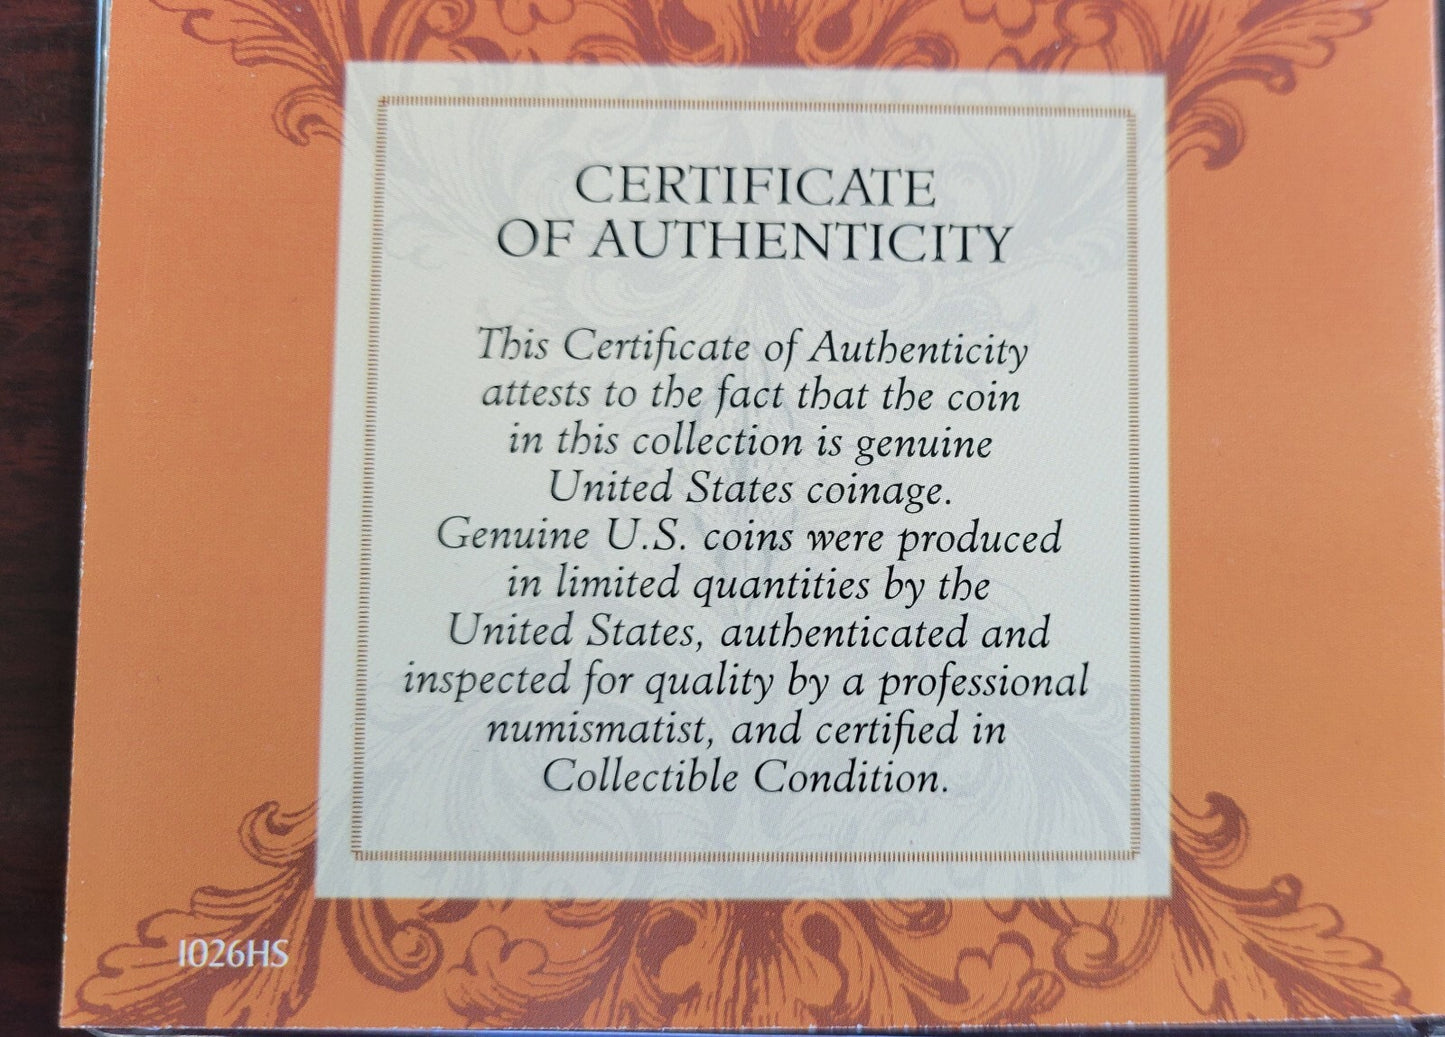 CERTIFICATE
OF AUTHENTICITY
This Certificate of Authenticity
attests to the fact that the coin
in this collection is genuine
United States coinage.
Genuine U.S. coins were produced
in limited quantities by the
United States, authenticated and
inspected for quality by a professional
numismatist, and certified in
Collectible Condition.
I026HS